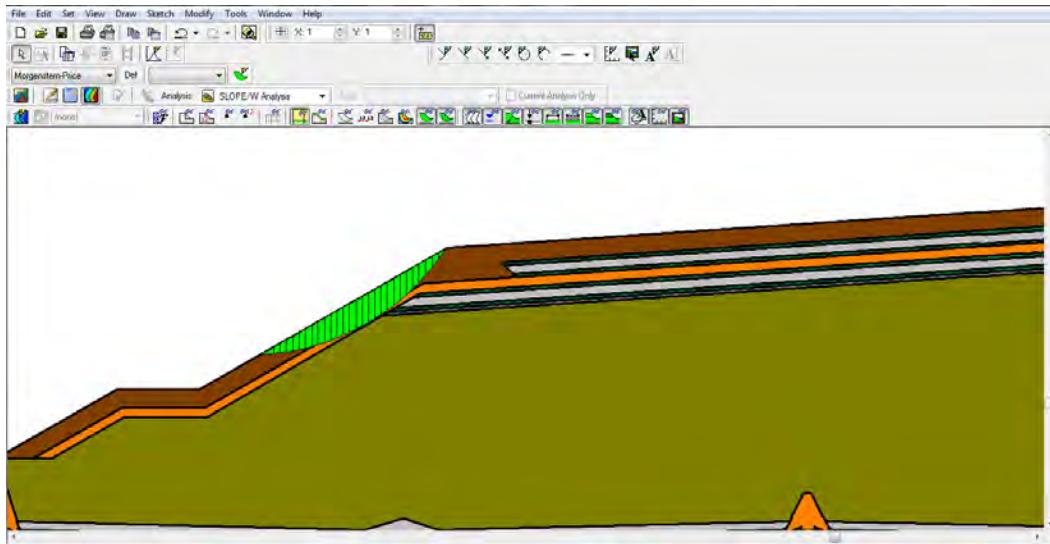 File Edit Set View Draw Sketch Modify Tools Window Help
X: 1 Y: 1
Morgenstern-Price Def
Analysis: SLOPE/W Analysis Current Analysis Only
(none)